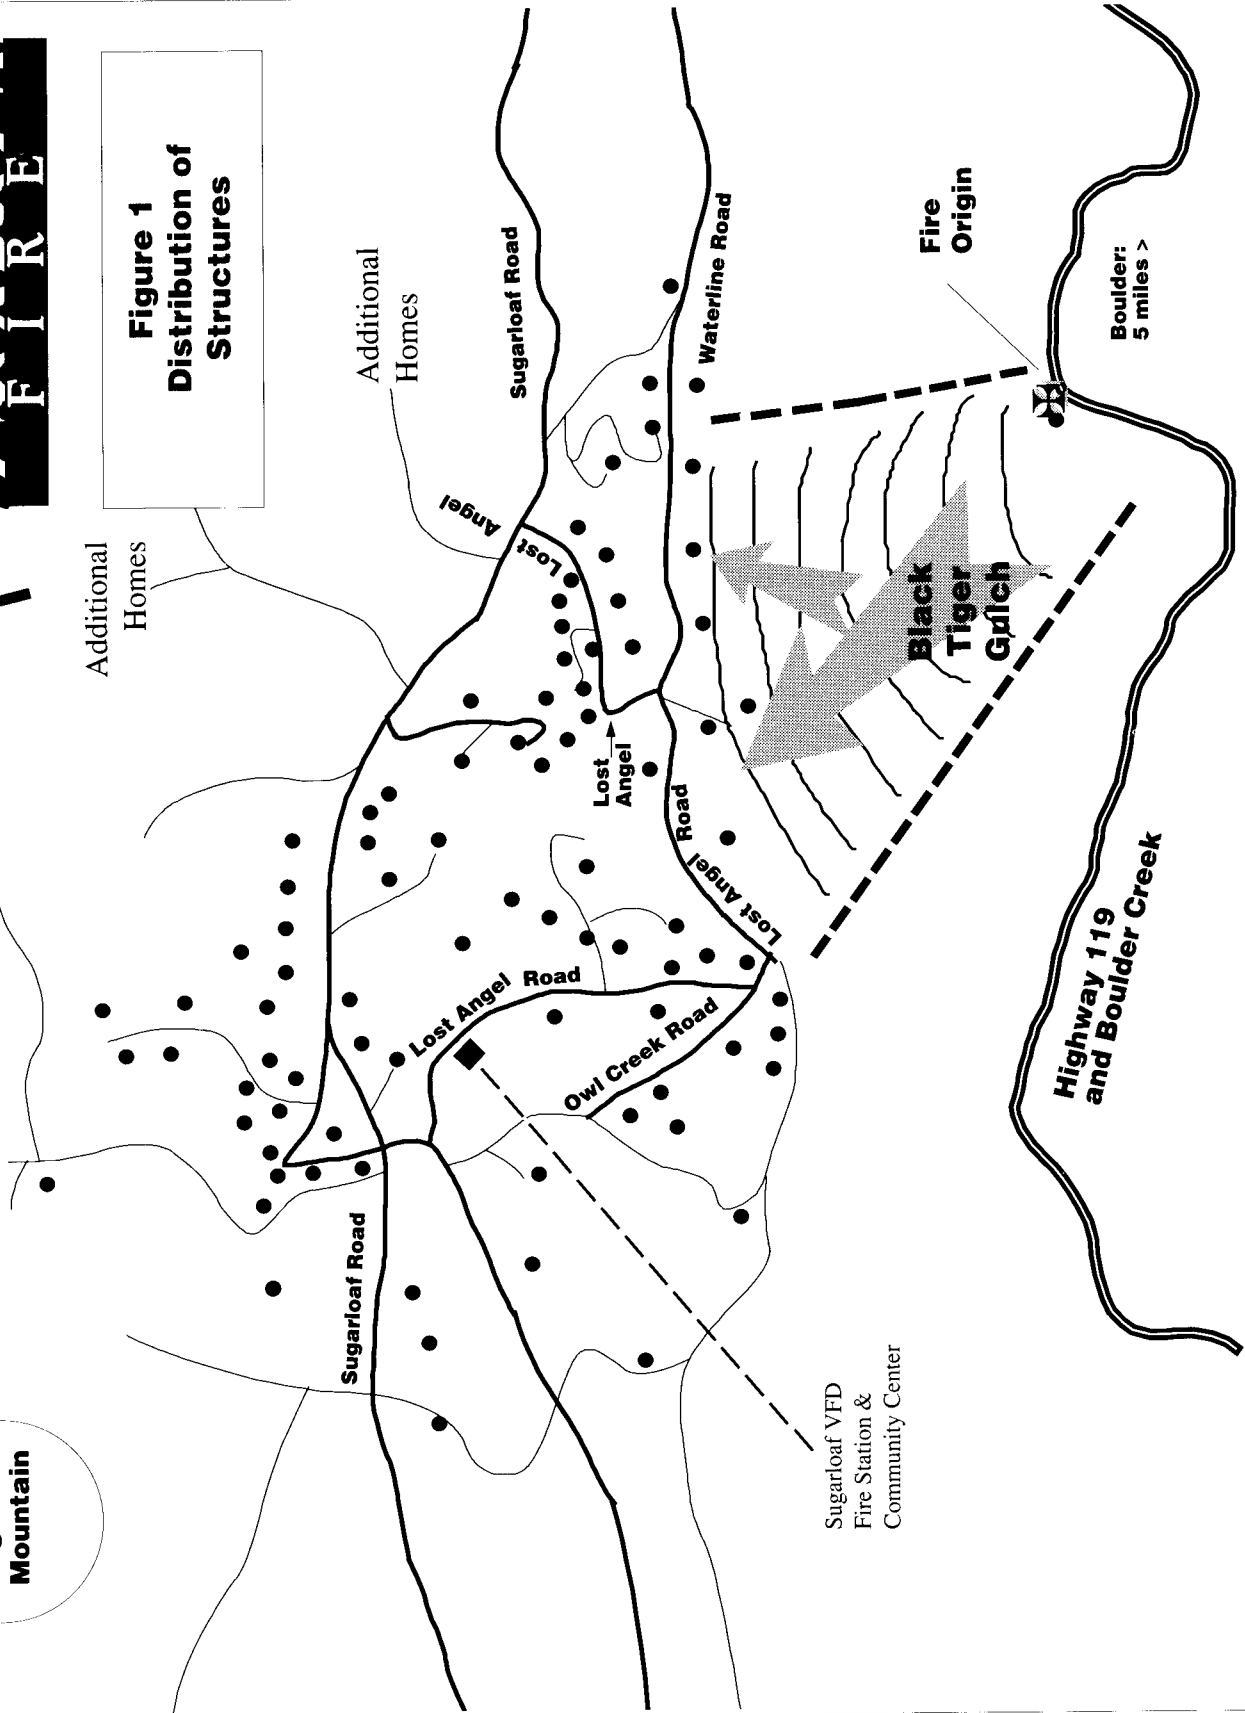 FIRE
Figure 1
Distribution of
Structures
Additional
Homes
Additional
Homes
Sugarloaf Road
Waterline Road
Fire
Origin
Boulder:
5 miles >
Lost Angel
Black
Tiger
Gulch
Lost
Angel
Road
Lost Angel
Lost Angel Road
Owl Creek Road
Highway 119
and Boulder Creek
Sugarloaf Road
Mountain
Sugarloaf VFD
Fire Station &
Community Center